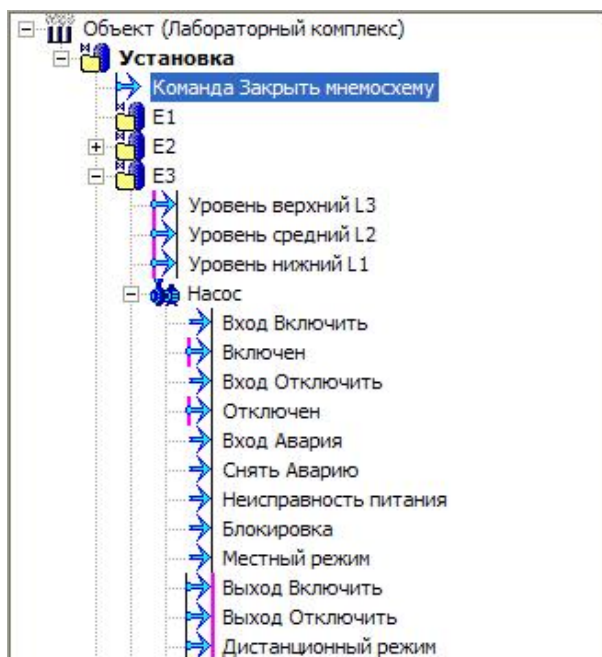 Объект (Лабораторный комплекс)
Установка
Команда Закрыть мнемосхему
E1
E2
E3
Уровень верхний L3
Уровень средний L2
Уровень нижний L1
Насос
Вход Включить
Включен
Вход Отключить
Отключен
Вход Авария
Снять Аварию
Неисправность питания
Блокировка
Местный режим
Выход Включить
Выход Отключить
Дистанционный режим